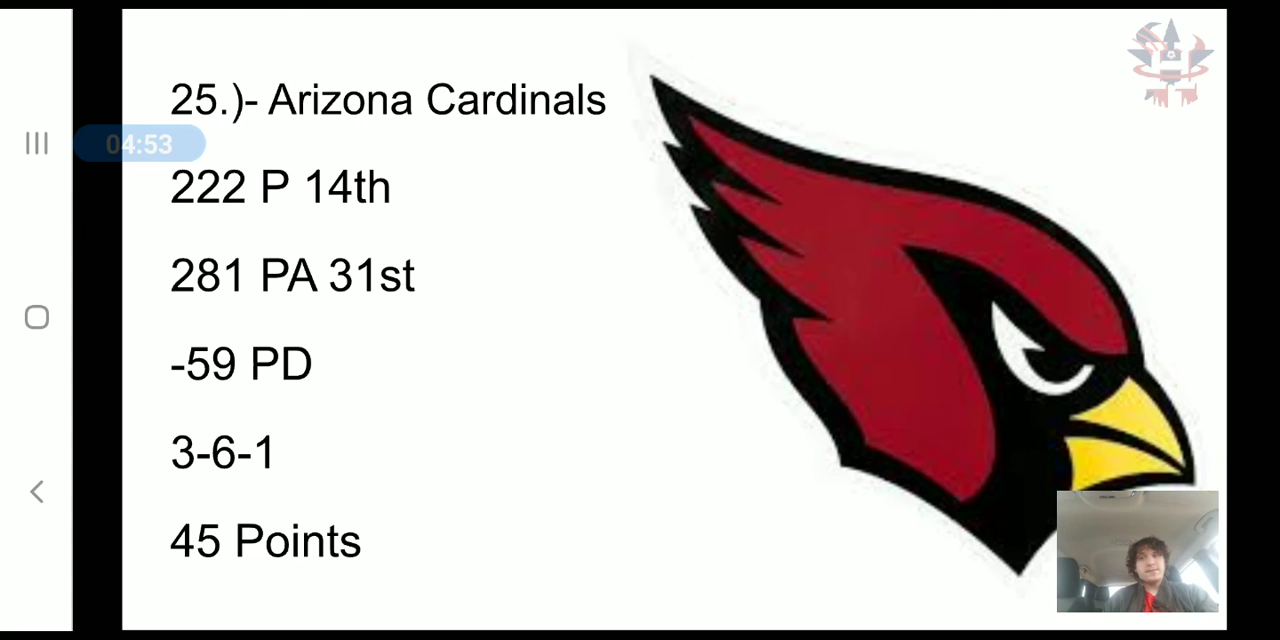 25.)- Arizona Cardinals
04:53
222 P 14th
281 PA 31st
-59 PD
3-6-1
45 Points